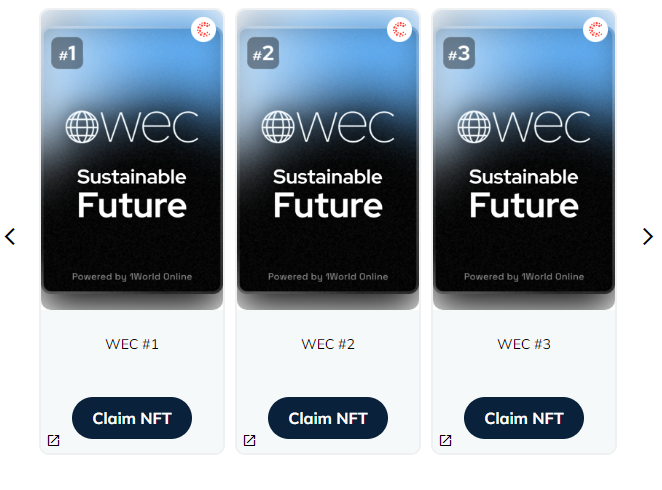 #1
wec
Sustainable
Future
Powered by 1World Online
WEC #1
Claim NFT
#2
wec
Sustainable
Future
Powered by 1World Online
WEC #2
Claim NFT
#3
wec
Sustainable
Future
Powered by 1World Online
WEC #3
Claim NFT